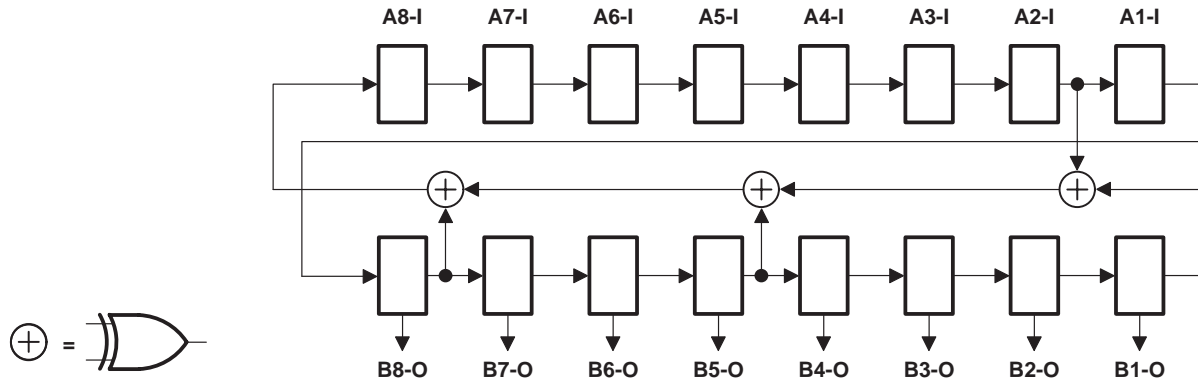 A8-I A7-I A6-I A5-I A4-I A3-I A2-I A1-I
=
B8-O B7-O B6-O B5-O B4-O B3-O B2-O B1-O